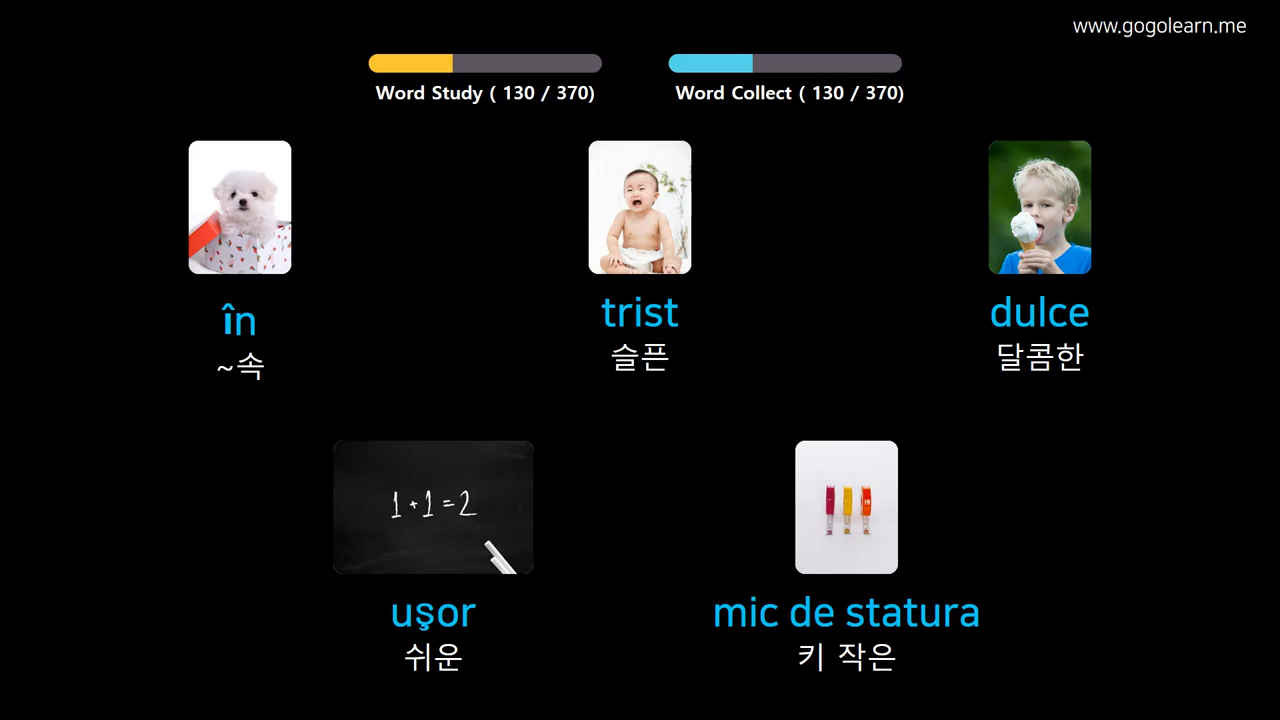 www.gogolearn.me
Word Study ( 130 / 370)
Word Collect ( 130 / 370)
în
~속
trist
슬픈
dulce
달콤한
1+1=2
uşor
쉬운
mic de statura
키 작은